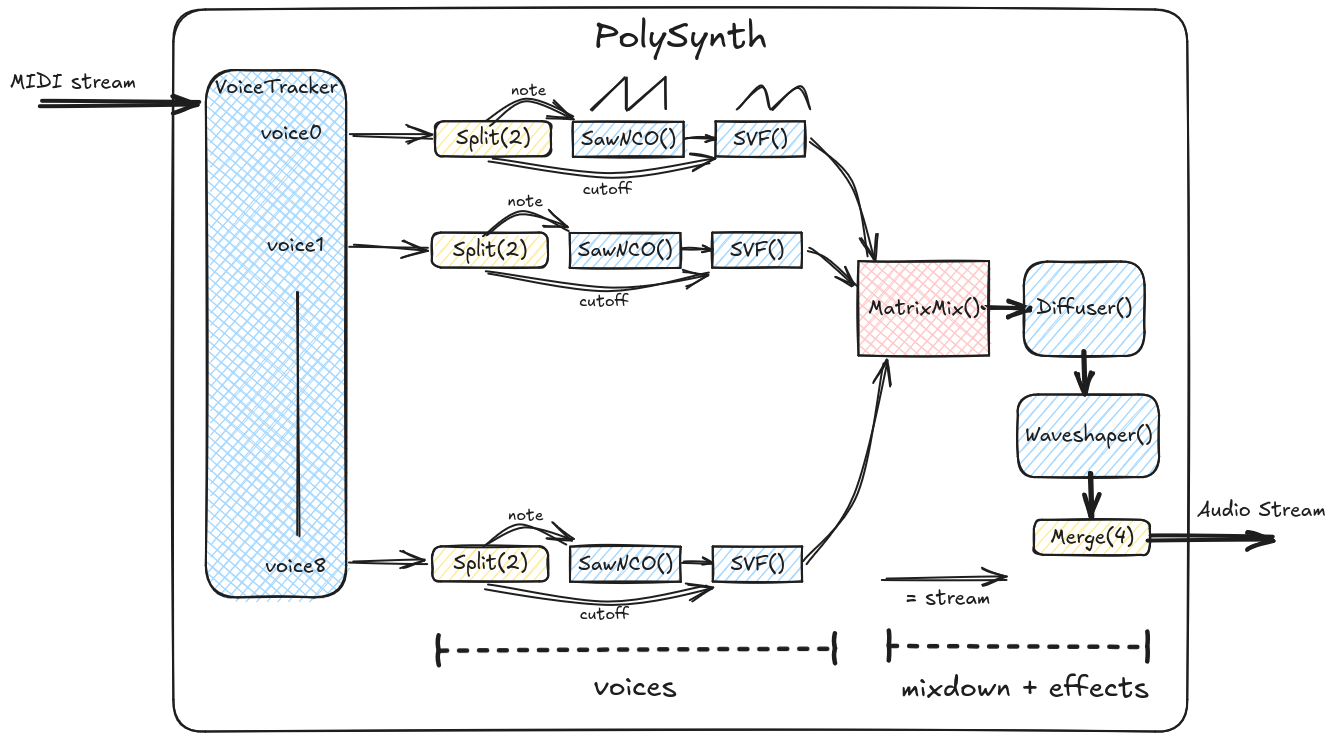 PolySynth
MIDI stream
VoiceTracker
voice0
note
Split(2)
SawNCO()
SVF()
cutoff
voice1
note
Split(2)
SawNCO()
SVF()
cutoff
MatrixMix()
Diffuser()
Waveshaper()
Merge(4)
Audio Stream
voice8
note
Split(2)
SawNCO()
SVF()
cutoff
= stream
voices
mixdown + effects